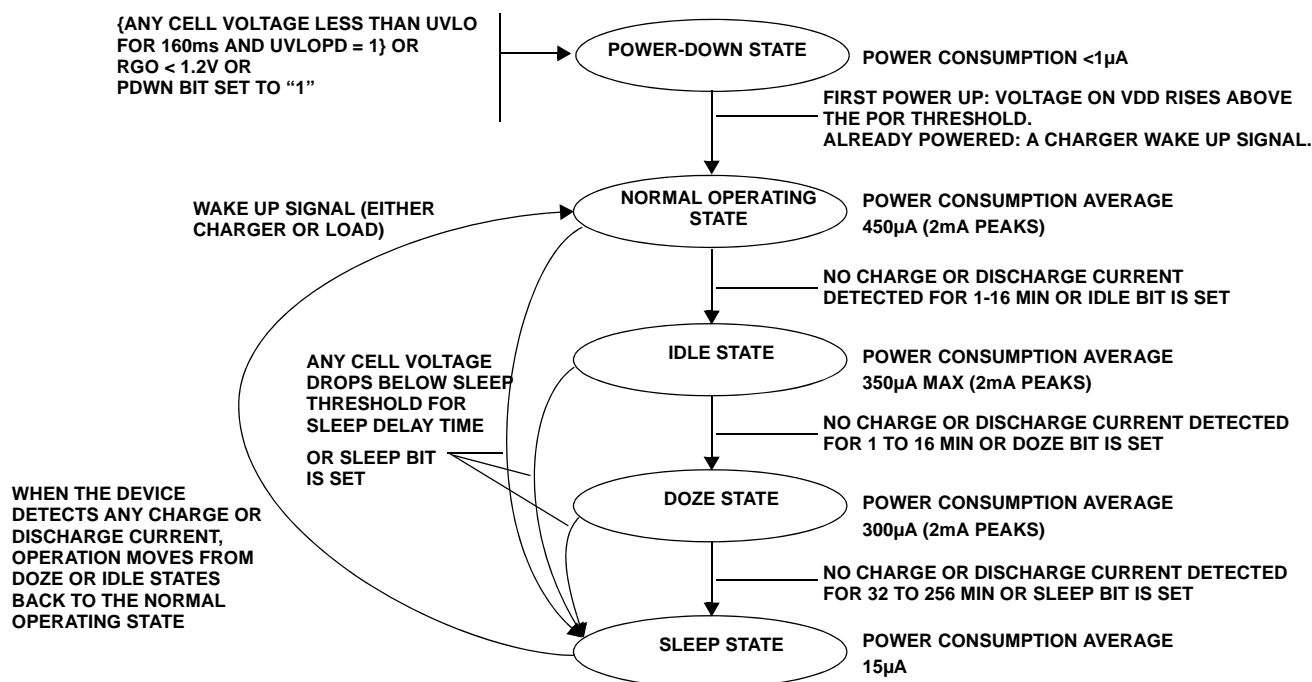 {ANY CELL VOLTAGE LESS THAN UVLO
FOR 160ms AND UVLOPD = 1} OR
RGO < 1.2V OR
PDWN BIT SET TO “1”
POWER-DOWN STATE
POWER CONSUMPTION <1µA
FIRST POWER UP: VOLTAGE ON VDD RISES ABOVE
THE POR THRESHOLD.
ALREADY POWERED: A CHARGER WAKE UP SIGNAL.
WAKE UP SIGNAL (EITHER
CHARGER OR LOAD)
NORMAL OPERATING
STATE
POWER CONSUMPTION AVERAGE
450µA (2mA PEAKS)
NO CHARGE OR DISCHARGE CURRENT
DETECTED FOR 1-16 MIN OR IDLE BIT IS SET
IDLE STATE
POWER CONSUMPTION AVERAGE
350µA MAX (2mA PEAKS)
ANY CELL VOLTAGE
DROPS BELOW SLEEP
THRESHOLD FOR
SLEEP DELAY TIME
OR SLEEP BIT
IS SET
NO CHARGE OR DISCHARGE CURRENT DETECTED
FOR 1 TO 16 MIN OR DOZE BIT IS SET
DOZE STATE
POWER CONSUMPTION AVERAGE
300µA (2mA PEAKS)
WHEN THE DEVICE
DETECTS ANY CHARGE OR
DISCHARGE CURRENT,
OPERATION MOVES FROM
DOZE OR IDLE STATES
BACK TO THE NORMAL
OPERATING STATE
NO CHARGE OR DISCHARGE CURRENT DETECTED
FOR 32 TO 256 MIN OR SLEEP BIT IS SET
SLEEP STATE
POWER CONSUMPTION AVERAGE
15µA